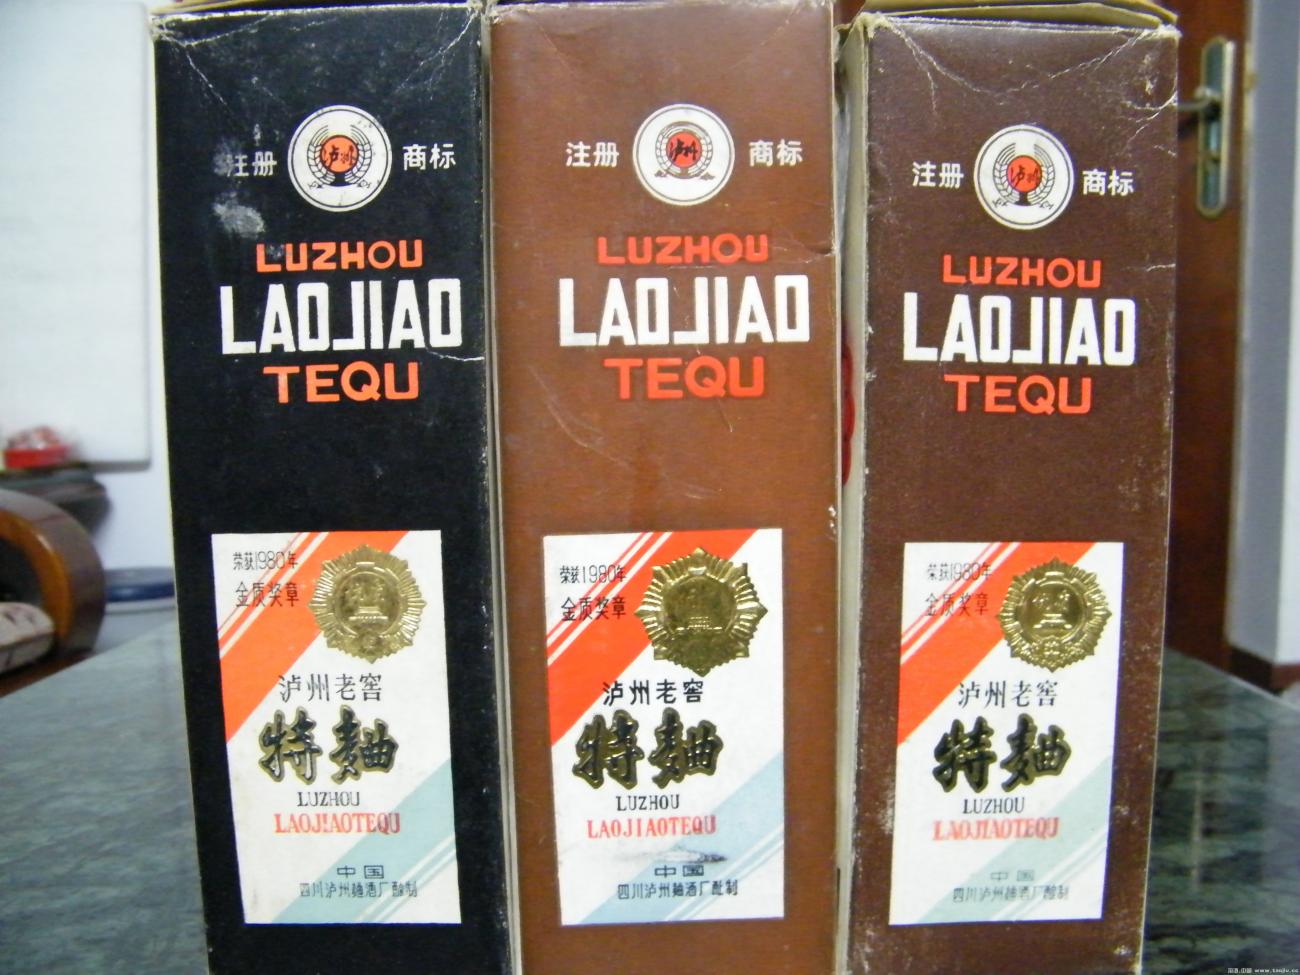 注册 泸州 商标
LUZHOU
LAOJIAO
TEQU
荣获1980年
金质奖章
泸州老窖
特麯
LUZHOU
LAOJIAOTEQU
中国
四川泸州麯酒厂酿制
注册 泸州 商标
LUZHOU
LAOJIAO
TEQU
荣获1980年
金质奖章
泸州老窖
特麯
LUZHOU
LAOJIAOTEQU
中国
四川泸州麯酒厂酿制
注册 泸州 商标
LUZHOU
LAOJIAO
TEQU
荣获1980年
金质奖章
泸州老窖
特麯
LUZHOU
LAOJIAOTEQU
中国
四川泸州麯酒厂酿制